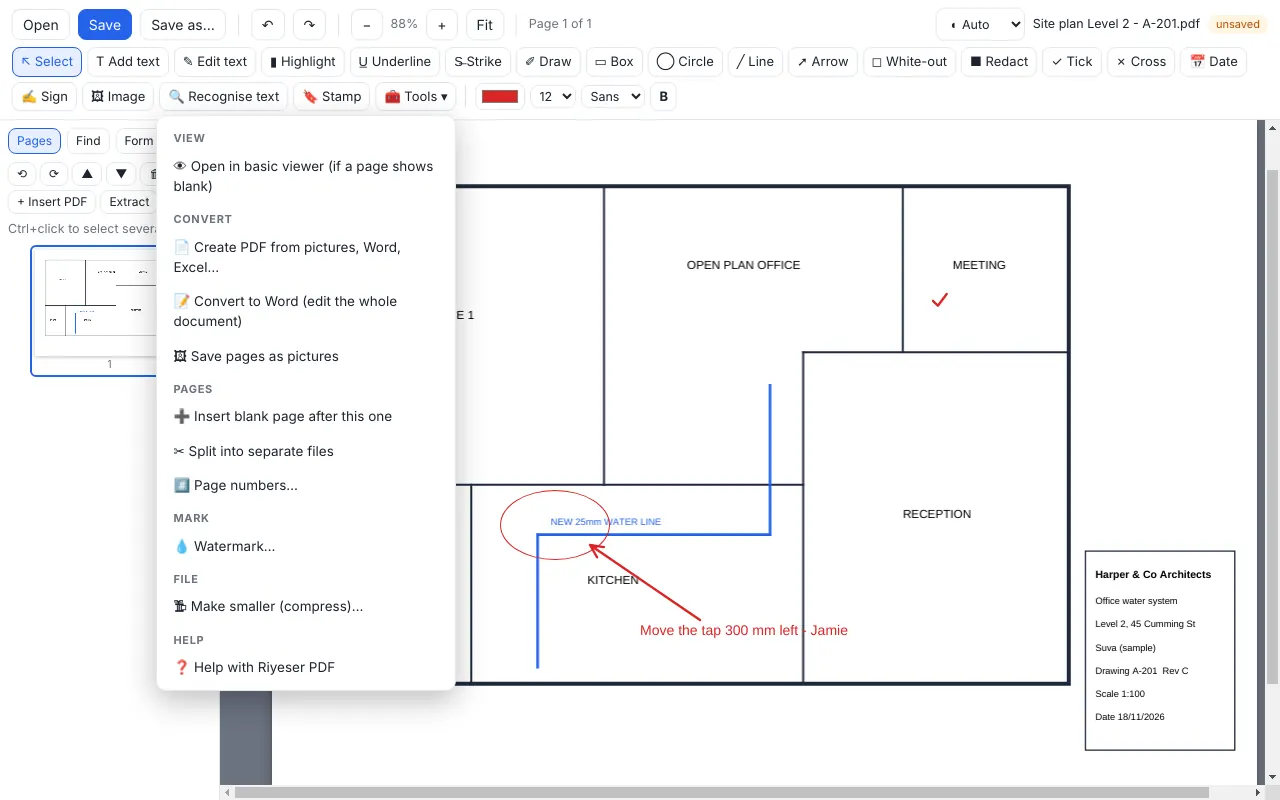 Open Save Save as... ↶ ↷ − 88% + Fit Page 1 of 1 Auto Site plan Level 2 - A-201.pdf unsaved
Select T Add text Edit text Highlight U Underline S Strike Draw Box Circle Line Arrow White-out Redact Tick Cross Date
Sign Image Recognise text Stamp Tools ▾ 12 Sans B
Pages Find Form
+ Insert PDF Extract
Ctrl+click to select
1
VIEW
Open in basic viewer (if a page shows
blank)
CONVERT
Create PDF from pictures, Word,
Excel...
Convert to Word (edit the whole
document)
Save pages as pictures
PAGES
Insert blank page after this one
Split into separate files
Page numbers...
MARK
Watermark...
FILE
Make smaller (compress)...
HELP
Help with Riyeser PDF
E 1
OPEN PLAN OFFICE
MEETING
RECEPTION
NEW 25mm WATER LINE
KITCHEN
Move the tap 300 mm left - Jamie
Harper & Co Architects
Office water system
Level 2, 45 Cumming St
Suva (sample)
Drawing A-201 Rev C
Scale 1:100
Date 18/11/2026